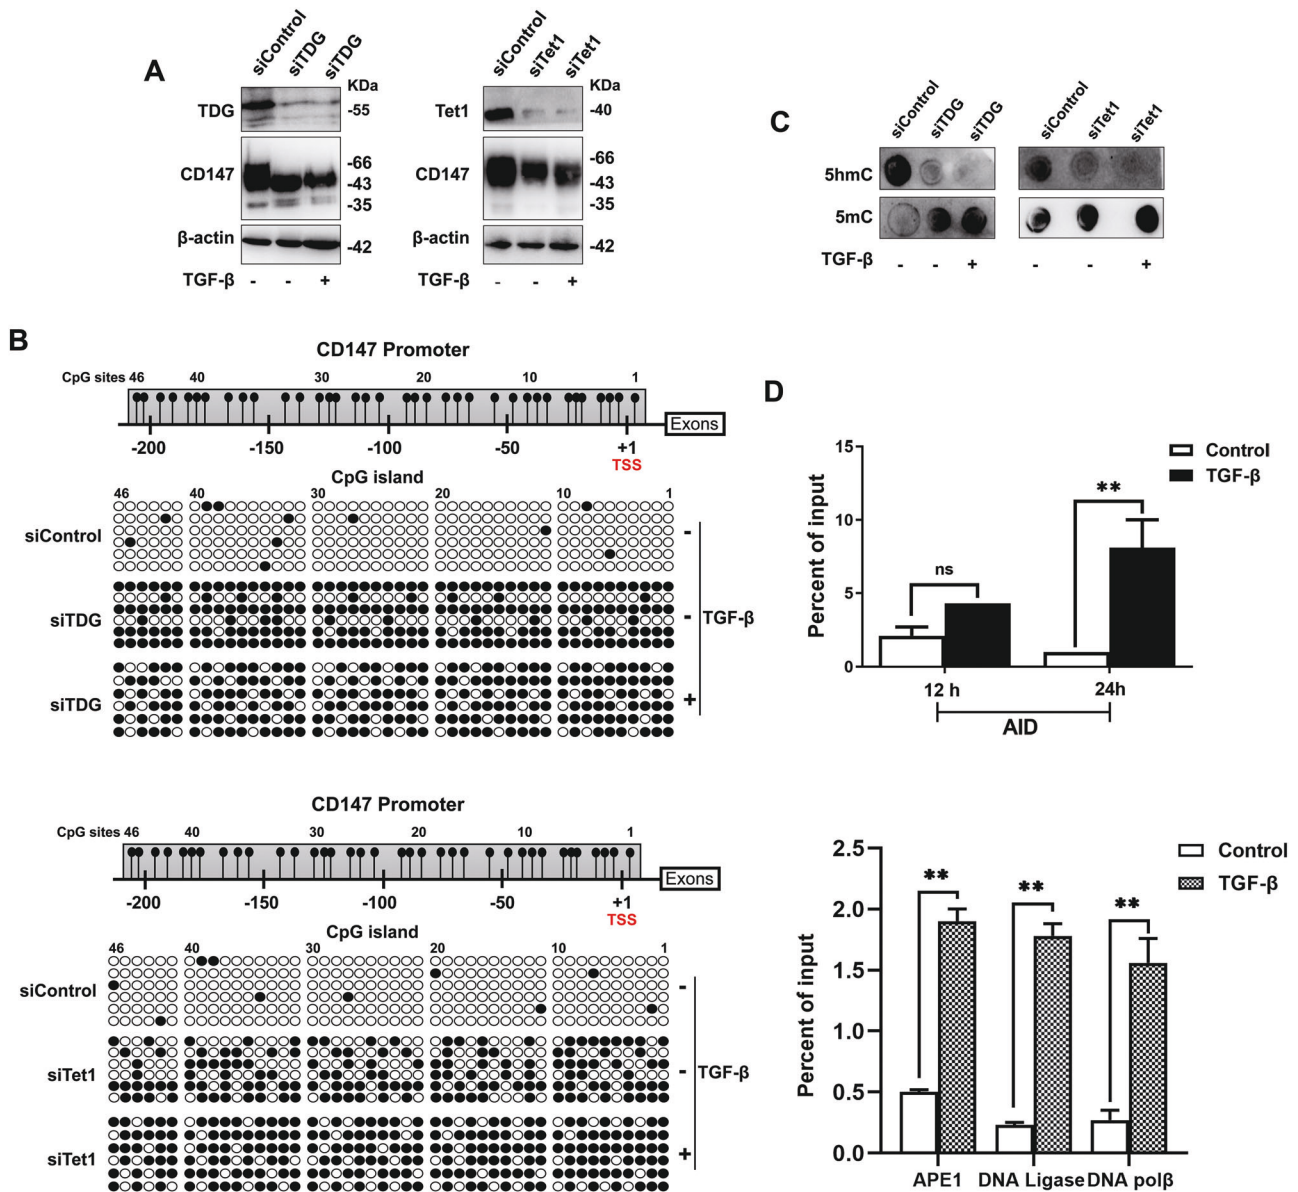 A
siControl
siTDG
siTDG
KDa
TDG
-55
CD147
-66
-43
-35
β-actin
-42
TGF-β - - +
siControl
siTet1
siTet1
KDa
Tet1
-40
CD147
-66
-43
-35
β-actin
-42
TGF-β - - +
C
siControl
siTDG
siTDG
siControl
siTet1
siTet1
5hmC
5mC
TGF-β - - + - - +
B
CD147 Promoter
CpG sites 46 40 30 20 10 1
Exons
-200 -150 -100 -50 +1
TSS
CpG island
46 40 30 20 10 1
siControl -
siTDG - TGF-β
siTDG +
CD147 Promoter
CpG sites 46 40 30 20 10 1
Exons
-200 -150 -100 -50 +1
TSS
CpG island
46 40 30 20 10 1
siControl -
siTet1 - TGF-β
siTet1 +
D
Percent of input
15
10
5
0
Control
TGF-β
ns
**
12 h 24h
AID
Percent of input
2.5
2.0
1.5
1.0
0.5
0.0
Control
TGF-β
** ** **
APE1 DNA Ligase DNA polβ